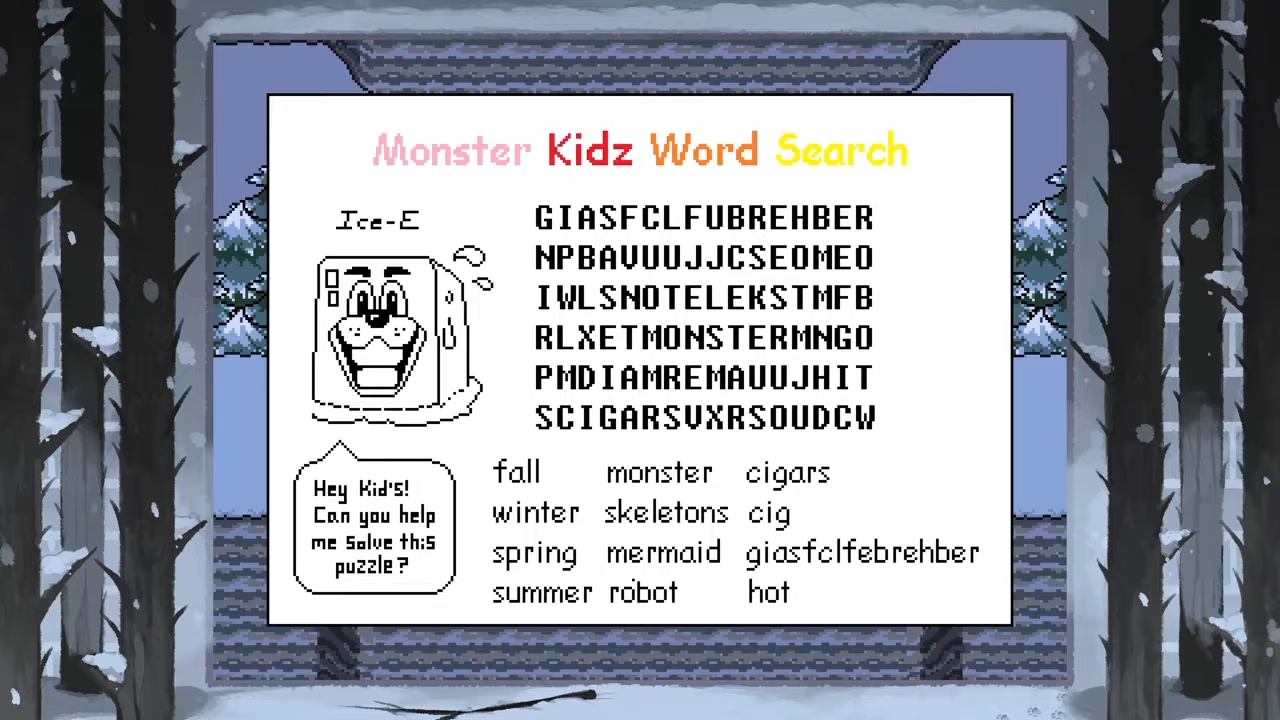 Monster Kidz Word Search
Ice-E
GIASFCLFUBREHBER
NPBAVUUJJCSEOMEO
IWLSNOTELEKSTMFB
RLXETMONSTERMNGO
PMDIAMREMAUUJHIT
SCIGARSVXRSOUDCW
Hey Kid's!
Can you help
me solve this
puzzle?
fall monster cigars
winter skeletons cig
spring mermaid giasfclfebrehber
summer robot hot